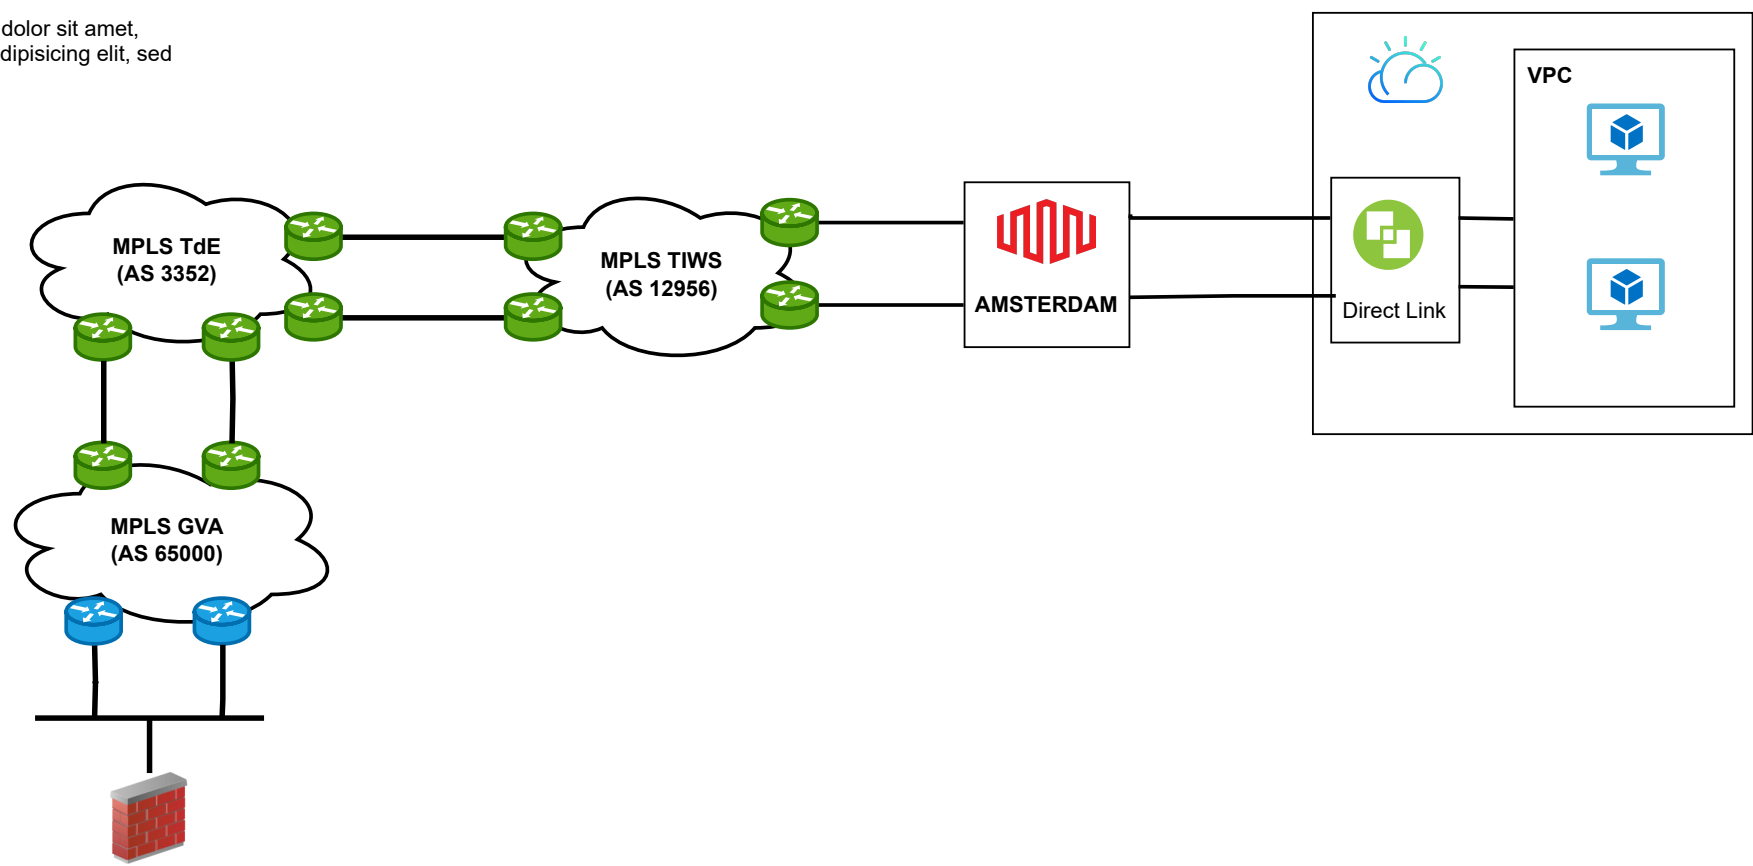 dolor sit amet,
dipisicing elit, sed
VPC
MPLS TdE
(AS 3352)
MPLS TIWS
(AS 12956)
AMSTERDAM
Direct Link
MPLS GVA
(AS 65000)